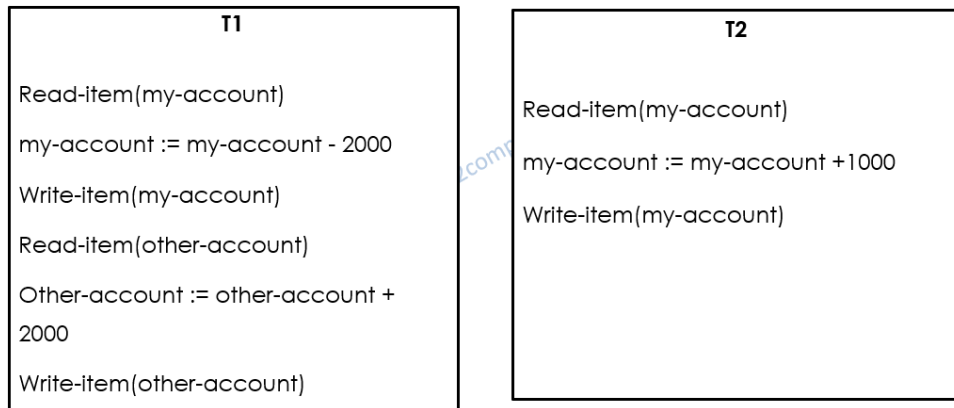 T1
Read-item(my-account)
my-account := my-account - 2000
Write-item(my-account)
Read-item(other-account)
Other-account := other-account +
2000
Write-item(other-account)
T2
Read-item(my-account)
my-account := my-account +1000
Write-item(my-account)